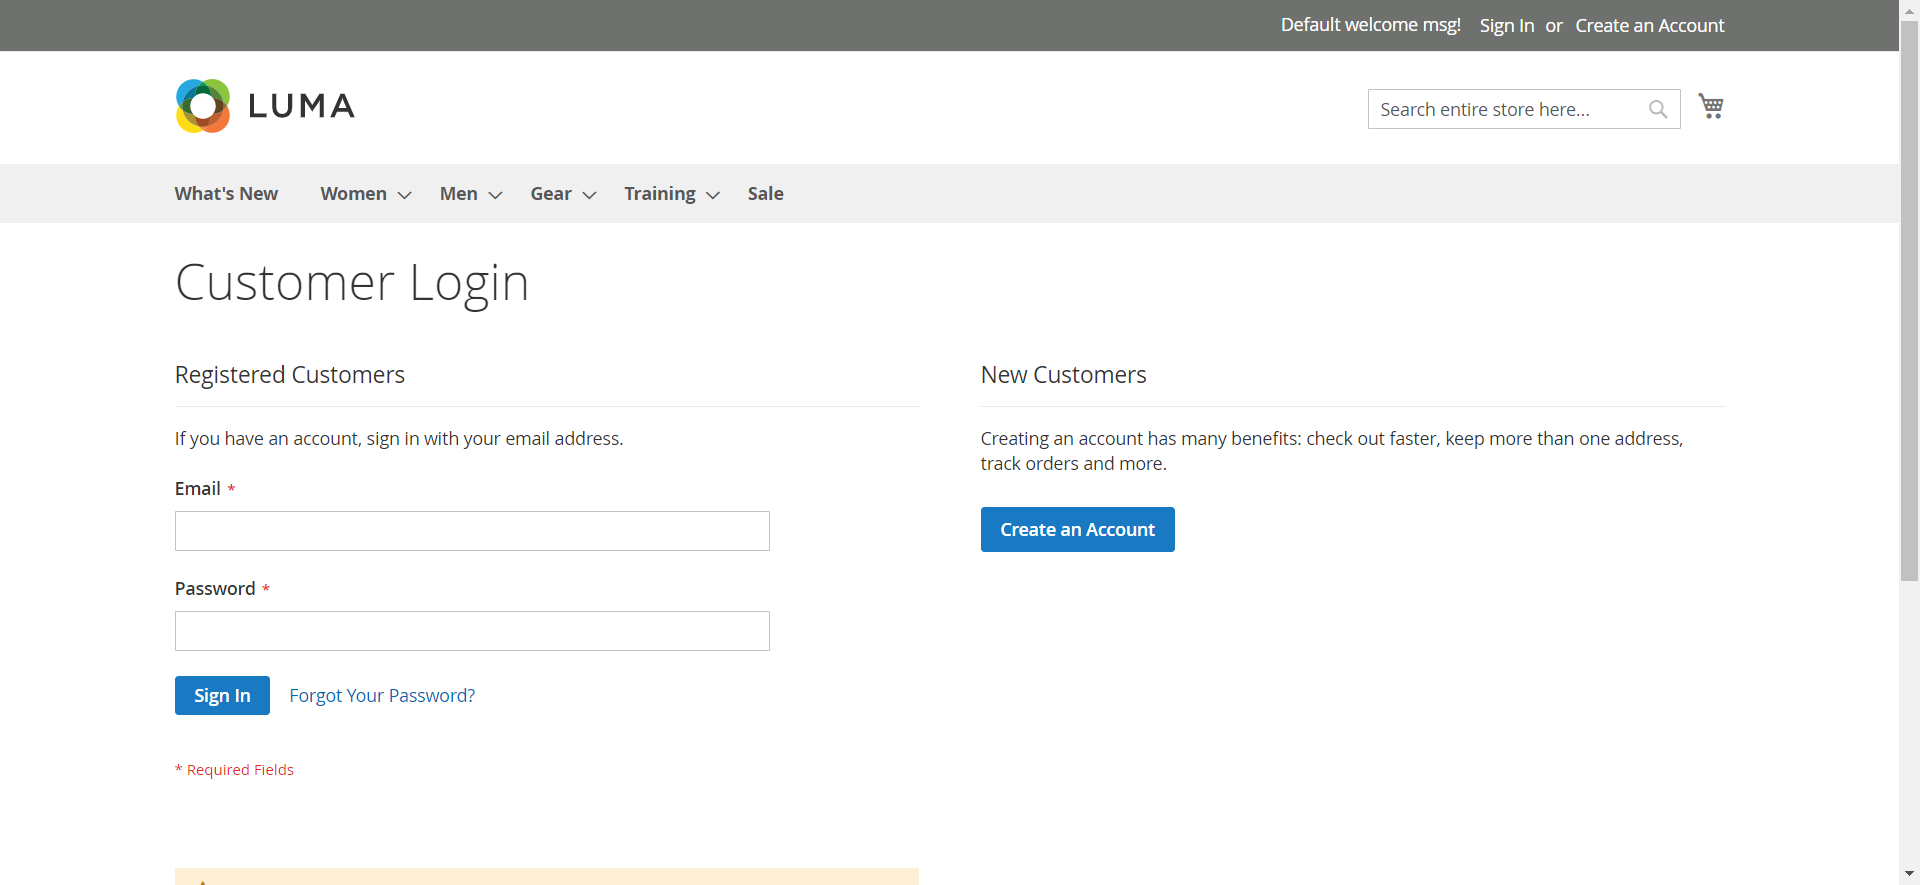 Default welcome msg! Sign In or Create an Account
LUMA
Search entire store here...
What's New Women Men Gear Training Sale
Customer Login
Registered Customers
If you have an account, sign in with your email address.
Email *
Password *
Sign In Forgot Your Password?
* Required Fields
New Customers
Creating an account has many benefits: check out faster, keep more than one address,
track orders and more.
Create an Account